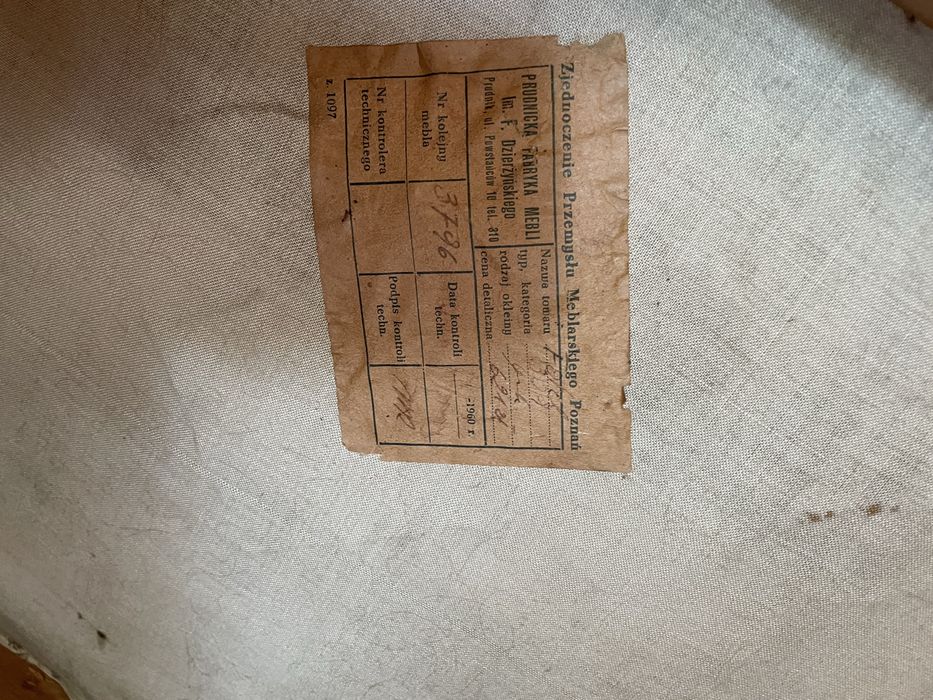 Zjednoczenie Przemysłu Meblarskiego Poznań
PRUDNICKA FABRYKA MEBLI
Im. F. Dzierżyńskiego
Prudnik, ul. Powstańców 10 tel. 310
Nazwa towaru
typ, kategoria
rodzaj okleiny
cena detaliczna
Nr kolejny mebla
3796
Data kontroli techn.
-1960 r.
Nr kontrolera technicznego
Podpis kontroli techn.
z. 1097